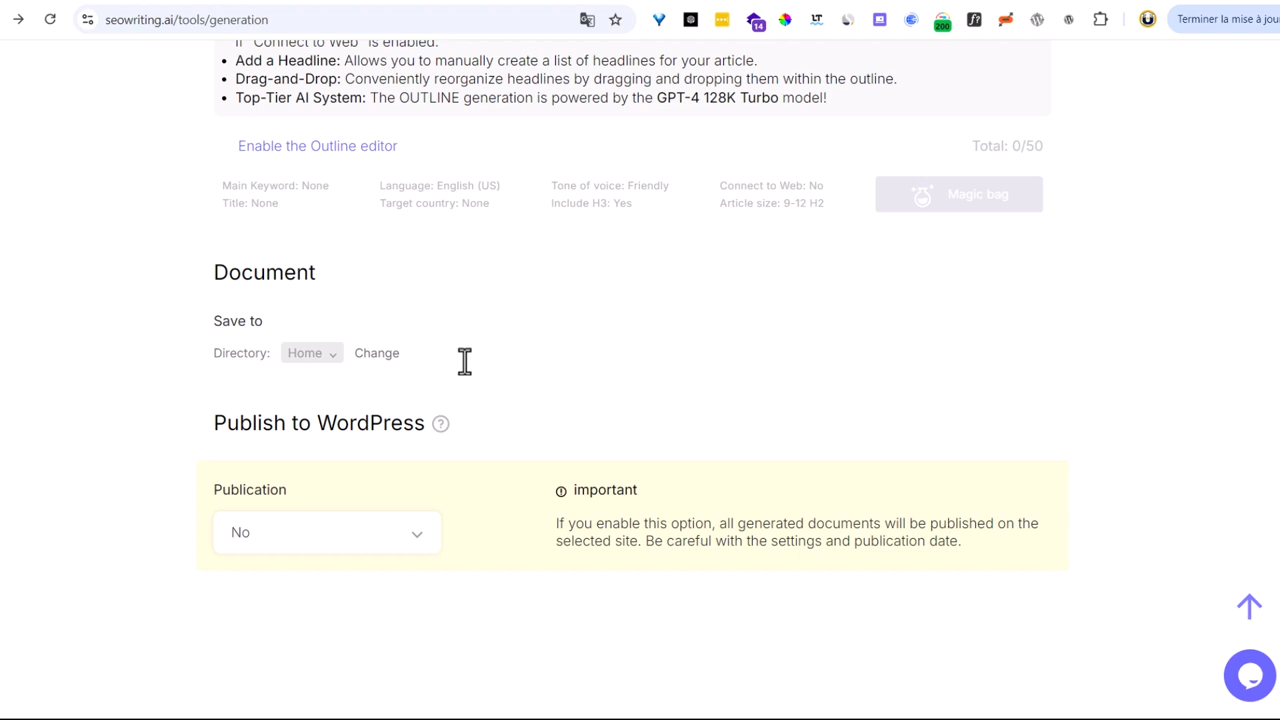 seowriting.ai/tools/generation
14
200
Terminer la mise à jou
If "Connect to Web" is enabled.
Add a Headline: Allows you to manually create a list of headlines for your article.
Drag-and-Drop: Conveniently reorganize headlines by dragging and dropping them within the outline.
Top-Tier AI System: The OUTLINE generation is powered by the GPT-4 128K Turbo model!
Enable the Outline editor
Total: 0/50
Main Keyword: None
Language: English (US)
Tone of voice: Friendly
Connect to Web: No
Title: None
Target country: None
Include H3: Yes
Article size: 9-12 H2
Magic bag
Document
Save to
Directory: Home Change
Publish to WordPress ?
Publication
important
No
If you enable this option, all generated documents will be published on the
selected site. Be careful with the settings and publication date.